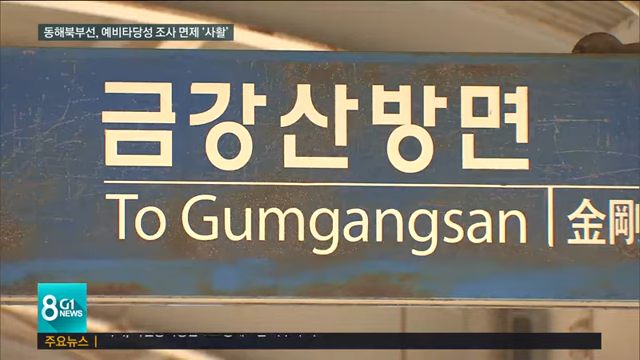 동해북부선, 예비타당성 조사 면제 '사활'
금강산방면
To Gumgangsan
金剛
8 G1 NEWS
주요뉴스